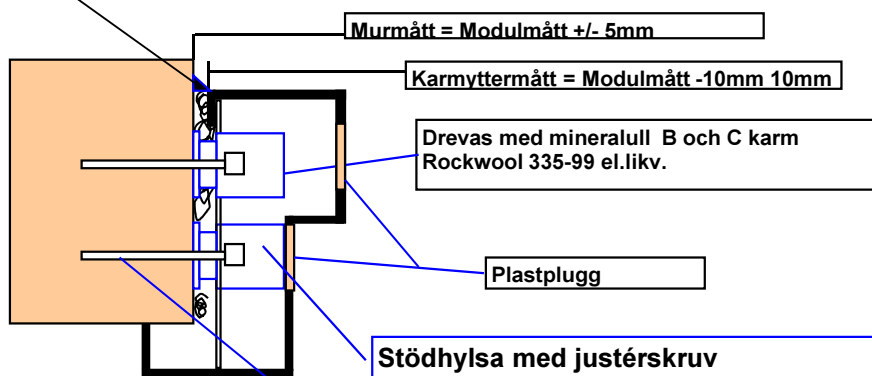 Murmått = Modulmått +/- 5mm
Karmyttermått = Modulmått -10mm 10mm
Drevas med mineralull  B och C karm
Rockwool 335-99 el.likv.
Plastplugg
Stödhylsa med justérskruv